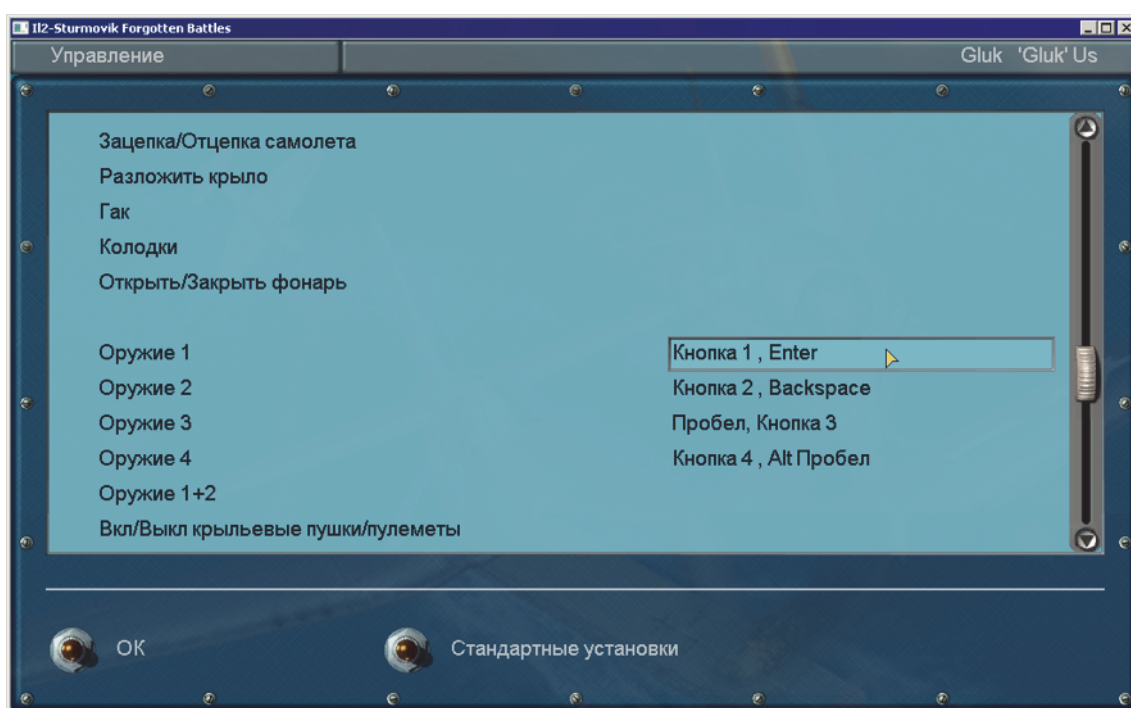 Il2-Sturmovik Forgotten Battles
Управление Gluk 'Gluk' Us
Зацепка/Отцепка самолета
Разложить крыло
Гак
Колодки
Открыть/Закрыть фонарь
Оружие 1 Кнопка 1 , Enter
Оружие 2 Кнопка 2 , Backspace
Оружие 3 Пробел, Кнопка 3
Оружие 4 Кнопка 4 , Alt Пробел
Оружие 1+2
Вкл/Выкл крыльевые пушки/пулеметы
ОК Стандартные установки